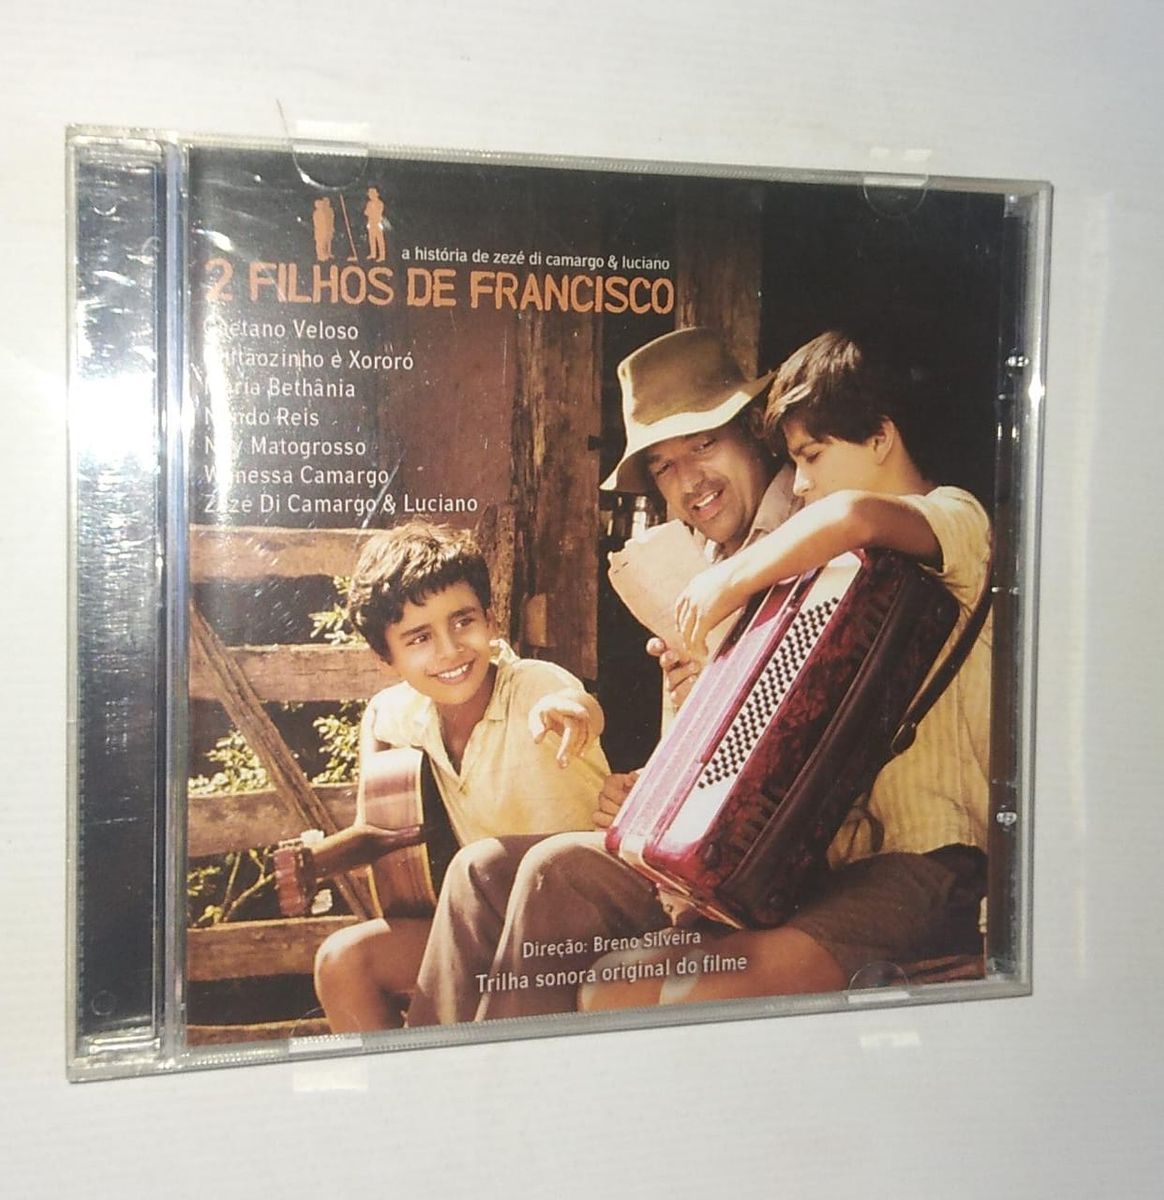 a história de zezé di camargo & luciano
2 FILHOS DE FRANCISCO
Caetano Veloso
Chitãozinho e Xororó
Maria Bethânia
Nando Reis
Ney Matogrosso
Wanessa Camargo
Zezé Di Camargo & Luciano
Direção: Breno Silveira
Trilha sonora original do filme